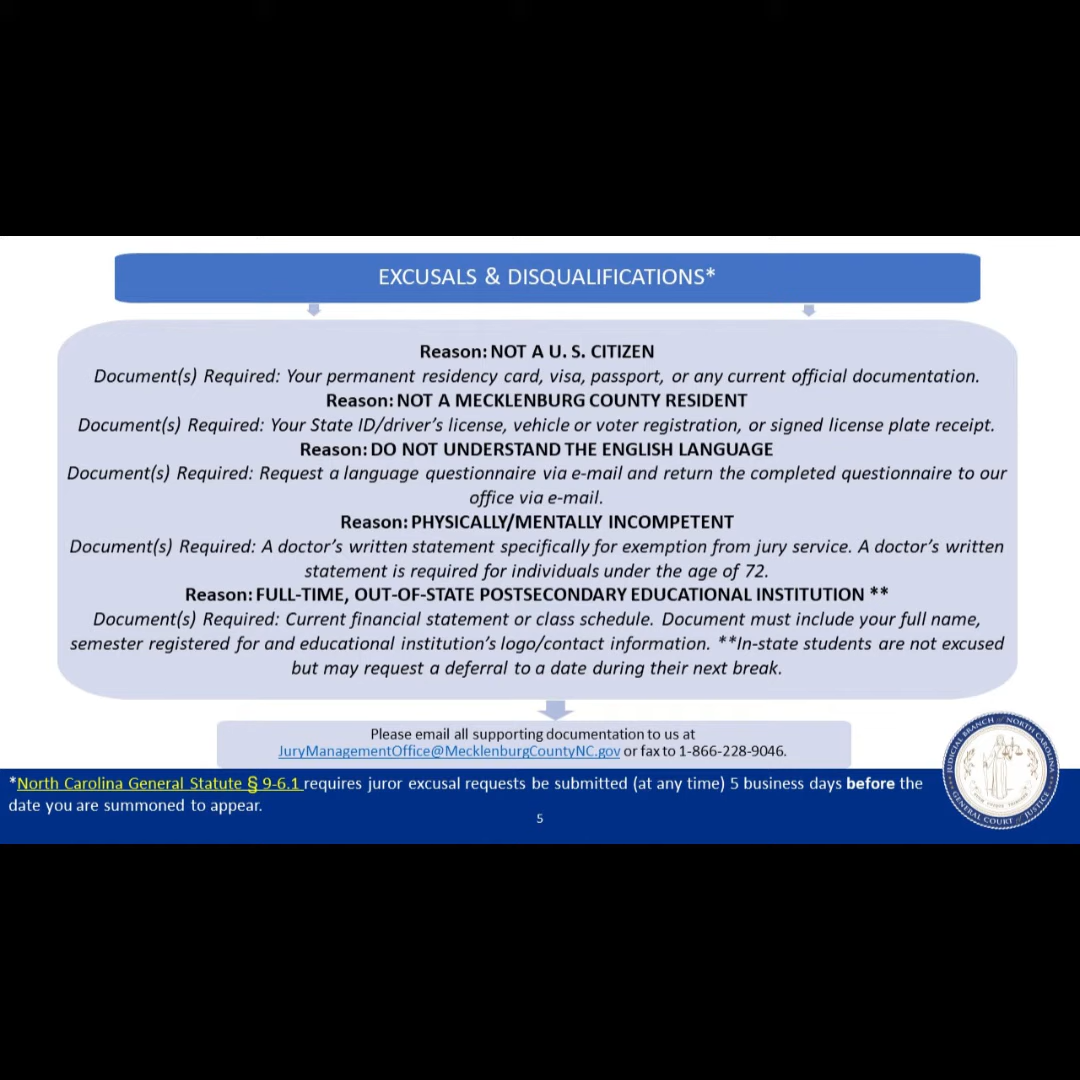 EXCUSALS & DISQUALIFICATIONS*
Reason: NOT A U. S. CITIZEN
Document(s) Required: Your permanent residency card, visa, passport, or any current official documentation.
Reason: NOT A MECKLENBURG COUNTY RESIDENT
Document(s) Required: Your State ID/driver's license, vehicle or voter registration, or signed license plate receipt.
Reason: DO NOT UNDERSTAND THE ENGLISH LANGUAGE
Document(s) Required: Request a language questionnaire via e-mail and return the completed questionnaire to our
office via e-mail.
Reason: PHYSICALLY/MENTALLY INCOMPETENT
Document(s) Required: A doctor's written statement specifically for exemption from jury service. A doctor's written
statement is required for individuals under the age of 72.
Reason: FULL-TIME, OUT-OF-STATE POSTSECONDARY EDUCATIONAL INSTITUTION **
Document(s) Required: Current financial statement or class schedule. Document must include your full name,
semester registered for and educational institution's logo/contact information. **In-state students are not excused
but may request a deferral to a date during their next break.
Please email all supporting documentation to us at
JuryManagementOffice@MecklenburgCountyNC.gov or fax to 1-866-228-9046.
*North Carolina General Statute § 9-6.1 requires juror excusal requests be submitted (at any time) 5 business days before the
date you are summoned to appear.
5
JUDICIAL BRANCH of NORTH CAROLINA
GENERAL COURT of JUSTICE